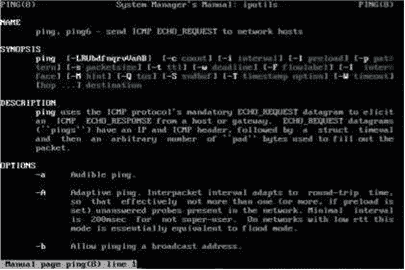 PING(8) System Manager's Manual: iputils PING(8)
NAME
ping, ping6 - send ICMP ECHO_REQUEST to network hosts
SYNOPSIS
ping [-c count] [-i interval] [-l preload] [-p pat‐
tern] [-s packetsize] [-t ttl] [-w deadline] [-F flowlabel] [-I inter‐
face] [-M hint] [-Q tos] [-S sndbuf] [-T timestamp option] [-W timeout]
[hop ...] destination
DESCRIPTION
ping uses the ICMP protocol's mandatory ECHO_REQUEST datagram to elicit
an ICMP ECHO_RESPONSE from a host or gateway. ECHO_REQUEST datagrams
(''pings'') have an IP and ICMP header, followed by a struct timeval
and then an arbitrary number of ''pad'' bytes used to fill out the
packet.
OPTIONS
-a Audible ping.
-A Adaptive ping. Interpacket interval adapts to round-trip time,
so that effectively not more than one (or more, if preload is
set) unanswered probes present in the network. Minimal interval
is 200msec for not super-user. On networks with low rtt this
mode is essentially equivalent to flood mode.
-b Allow pinging a broadcast address.
Manual page ping(8) line 1